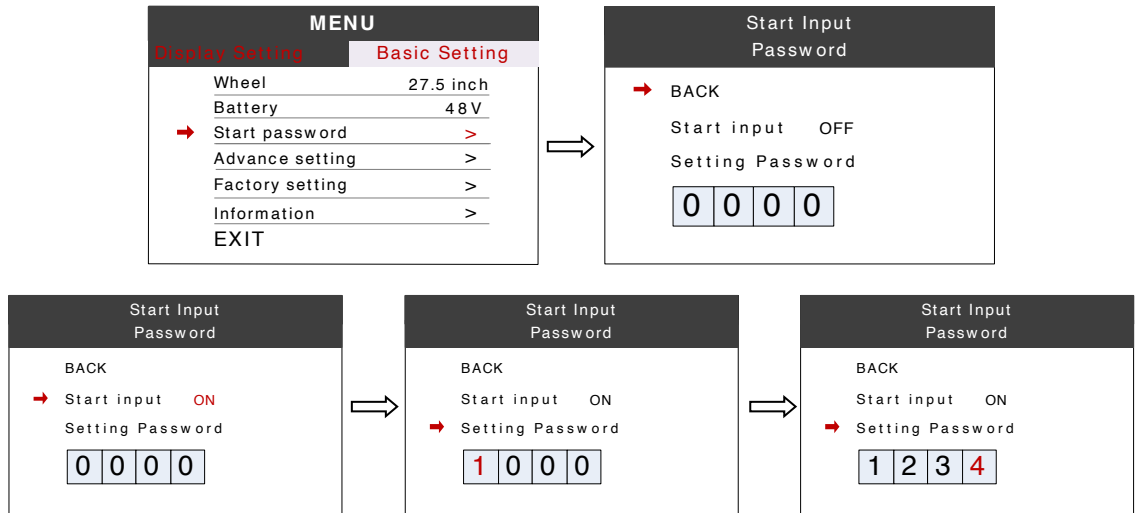 MENU
Display Setting Basic Setting
Wheel 27.5 inch
Battery 48V
Start password >
Advance setting >
Factory setting >
Information >
EXIT
Start Input
Password
BACK
Start input OFF
Setting Password
0 0 0 0
Start Input
Password
BACK
Start input ON
Setting Password
0 0 0 0
Start Input
Password
BACK
Start input ON
Setting Password
1 0 0 0
Start Input
Password
BACK
Start input ON
Setting Password
1 2 3 4